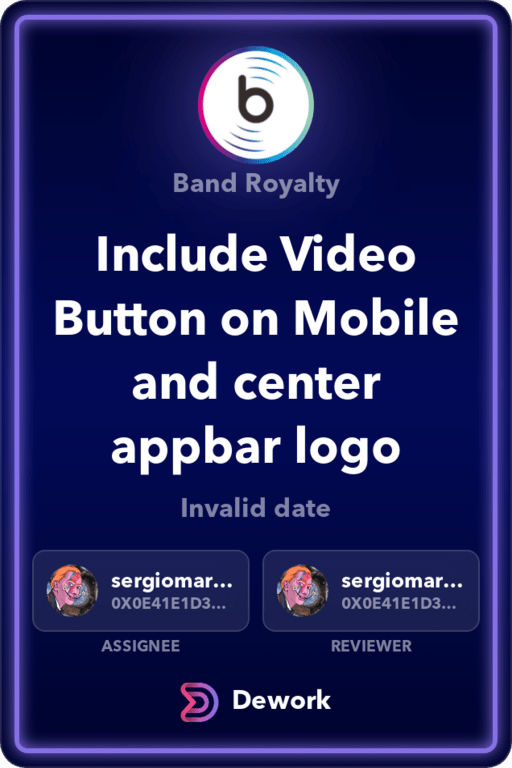 b
Band Royalty
Include Video
Button on Mobile
and center
appbar logo
Invalid date
sergiomar...
0X0E41E1D3...
sergiomar...
0X0E41E1D3...
ASSIGNEE
REVIEWER
Dework